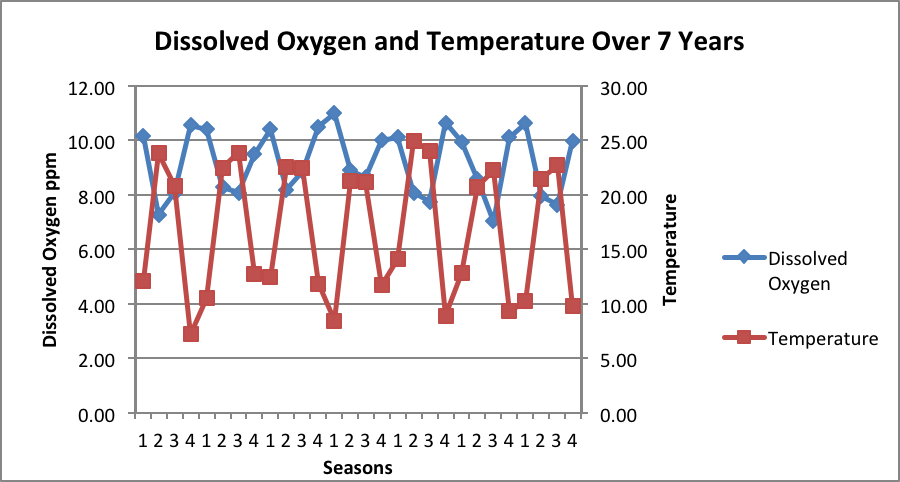 Dissolved Oxygen and Temperature Over 7 Years
12.00
10.00
8.00
6.00
4.00
2.00
0.00
Dissolved Oxygen ppm
30.00
25.00
20.00
15.00
10.00
5.00
0.00
Temperature
1 2 3 4 1 2 3 4 1 2 3 4 1 2 3 4 1 2 3 4 1 2 3 4 1 2 3 4
Seasons
Dissolved
Oxygen
Temperature